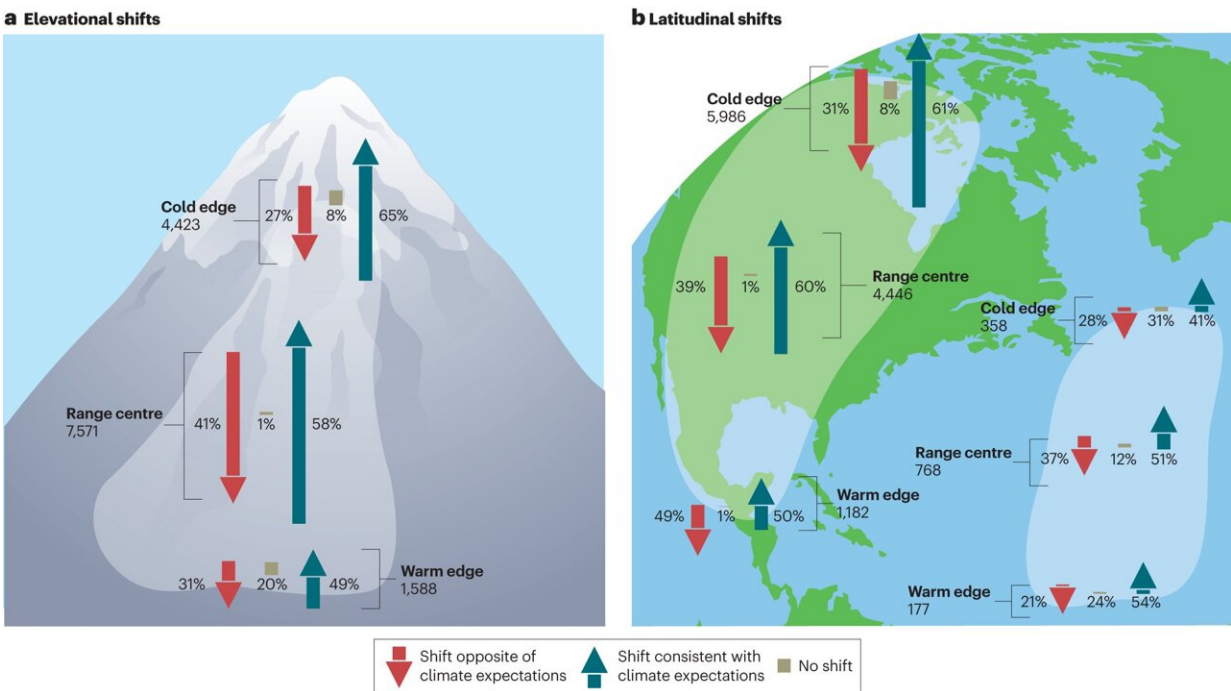 a Elevational shifts
Cold edge
4,423
27%
8%
65%
Range centre
7,571
41%
1%
58%
Warm edge
1,588
31%
20%
49%
b Latitudinal shifts
Cold edge
5,986
31%
8%
61%
Range centre
4,446
39%
1%
60%
Warm edge
1,182
49%
1%
50%
Cold edge
358
28%
31%
41%
Range centre
768
37%
12%
51%
Warm edge
177
21%
24%
54%
Shift opposite of
climate expectations
Shift consistent with
climate expectations
No shift